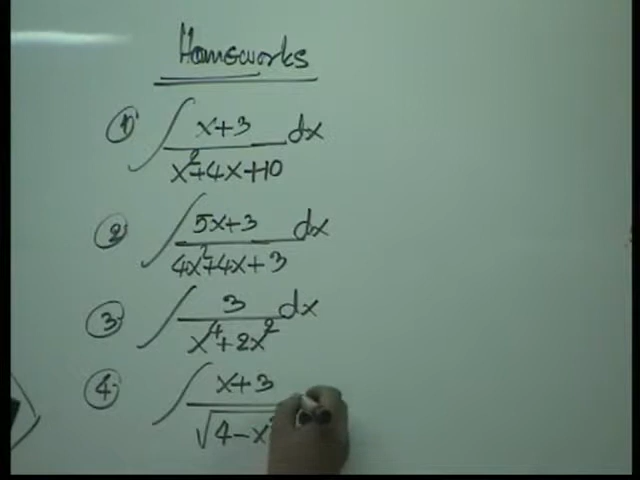 Homeworks
① ∫ (x+3)/(x²+4x+10) dx
② ∫ (5x+3)/(4x²+4x+3) dx
③ ∫ 3/(x⁴+2x²) dx
④ ∫ (x+3)/√(4-x